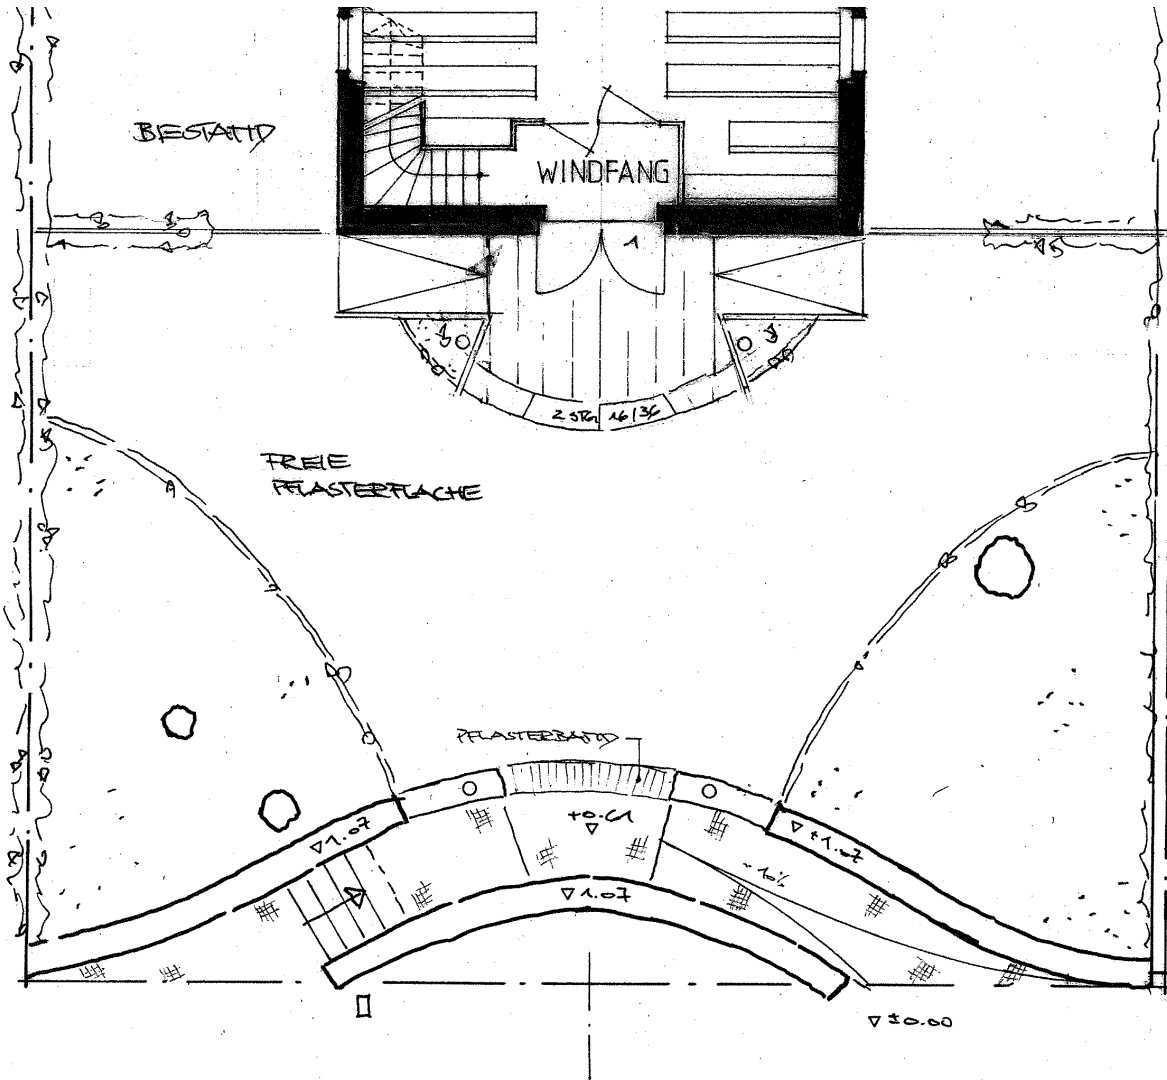 BESTAND
WINDFANG
1
2 STG. 16/36
FREIE
PFLASTERFLÄCHE
PFLASTERBAND
+0.61
▽1.07
▽+1.07
▽1.07
▽±0.00